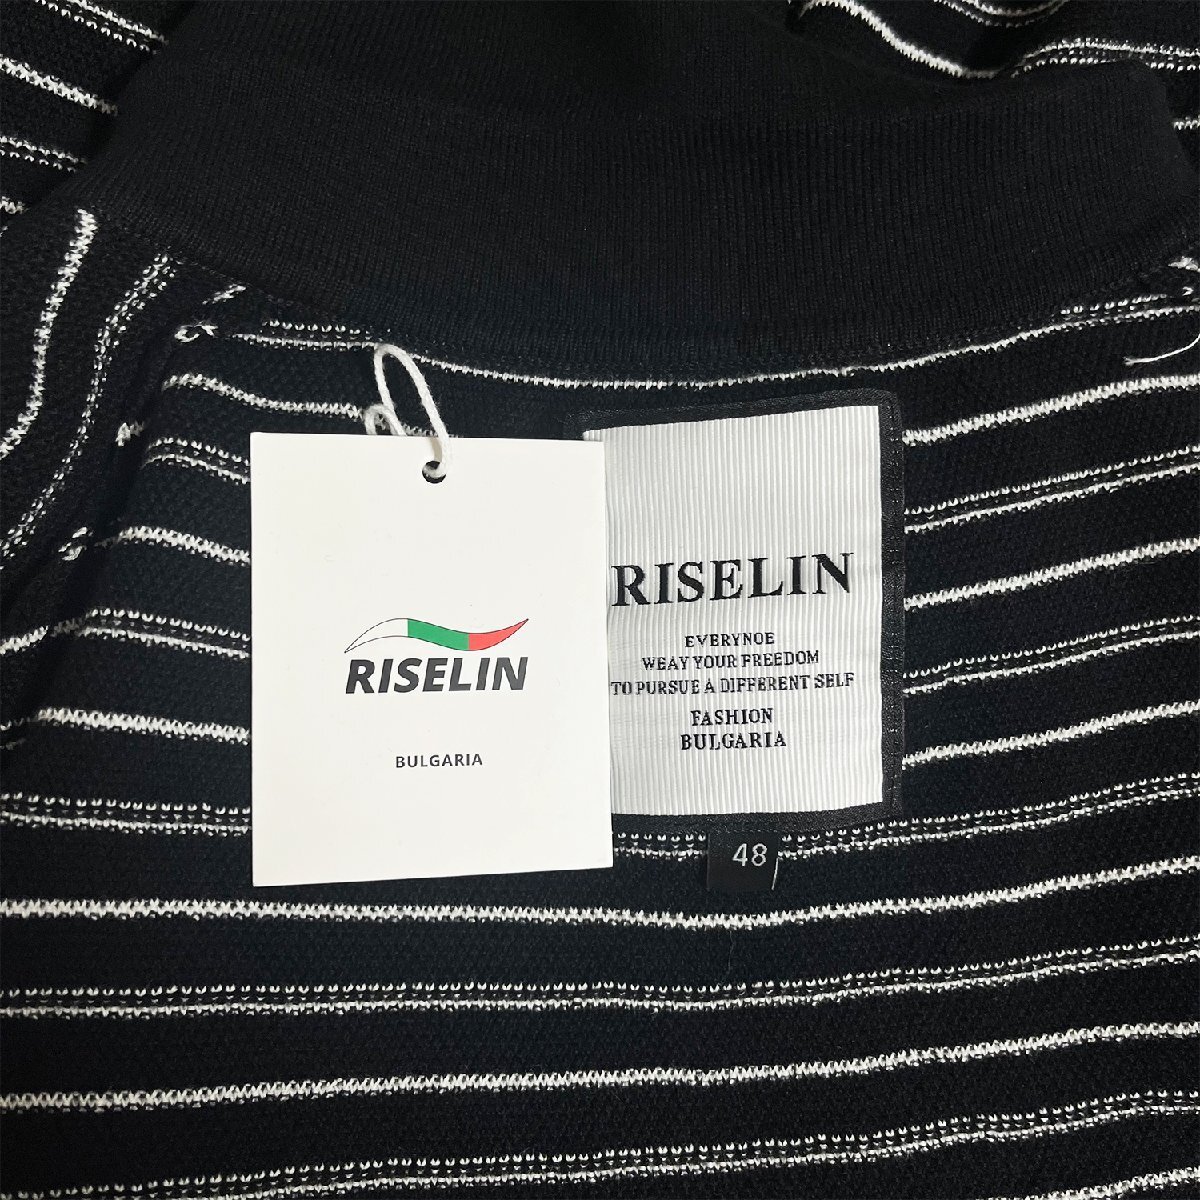 RISELIN
BULGARIA
RISELIN
EVERYNOE
WEAY YOUR FREEDOM
TO PURSUE A DIFFERENT SELF
FASHION
BULGARIA
48